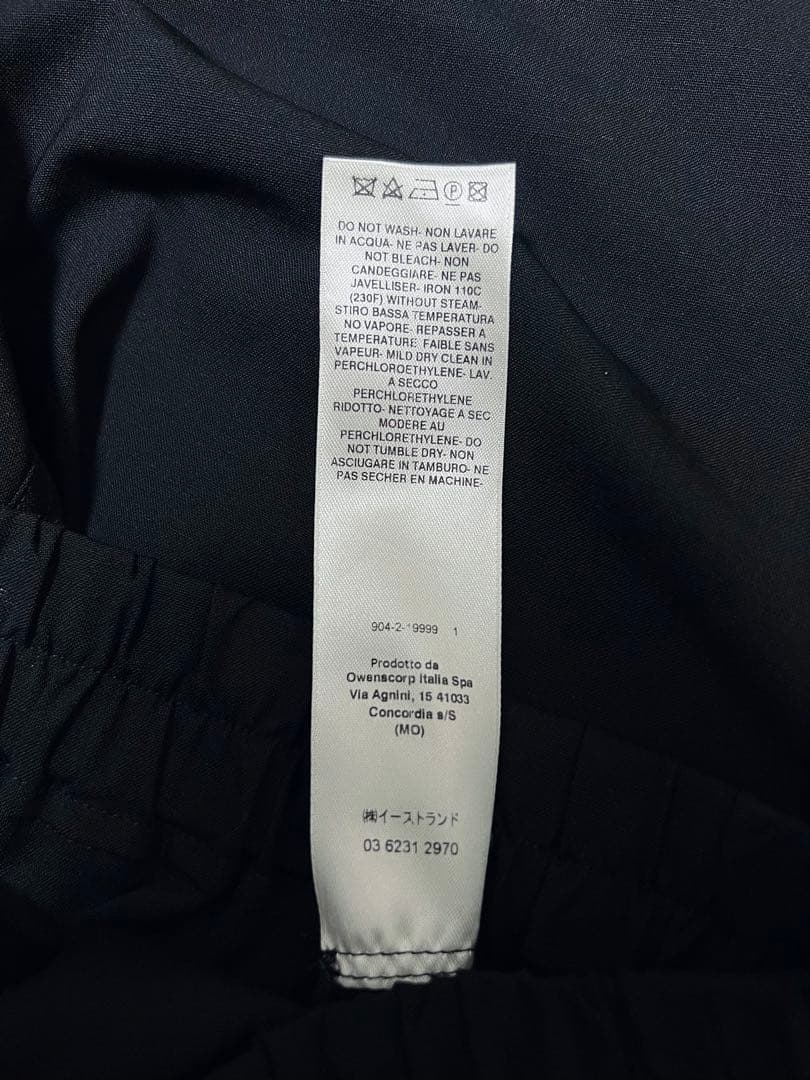 DO NOT WASH- NON LAVARE
IN ACQUA- NE PAS LAVER- DO
NOT BLEACH- NON
CANDEGGIARE- NE PAS
JAVELLISER- IRON 110C
(230F) WITHOUT STEAM-
STIRO BASSA TEMPERATURA
NO VAPORE- REPASSER A
TEMPERATURE FAIBLE SANS
VAPEUR- MILD DRY CLEAN IN
PERCHLOROETHYLENE- LAV.
A SECCO
PERCHLORETHYLENE
RIDOTTO- NETTOYAGE A SEC
MODERE AU
PERCHLORETHYLENE- DO
NOT TUMBLE DRY- NON
ASCIUGARE IN TAMBURO- NE
PAS SECHER EN MACHINE-
904-2-19999 1
Prodotto da
Owenscorp Italia Spa
Via Agnini, 15 41033
Concordia s/S
(MO)
(株)イーストランド
03 6231 2970